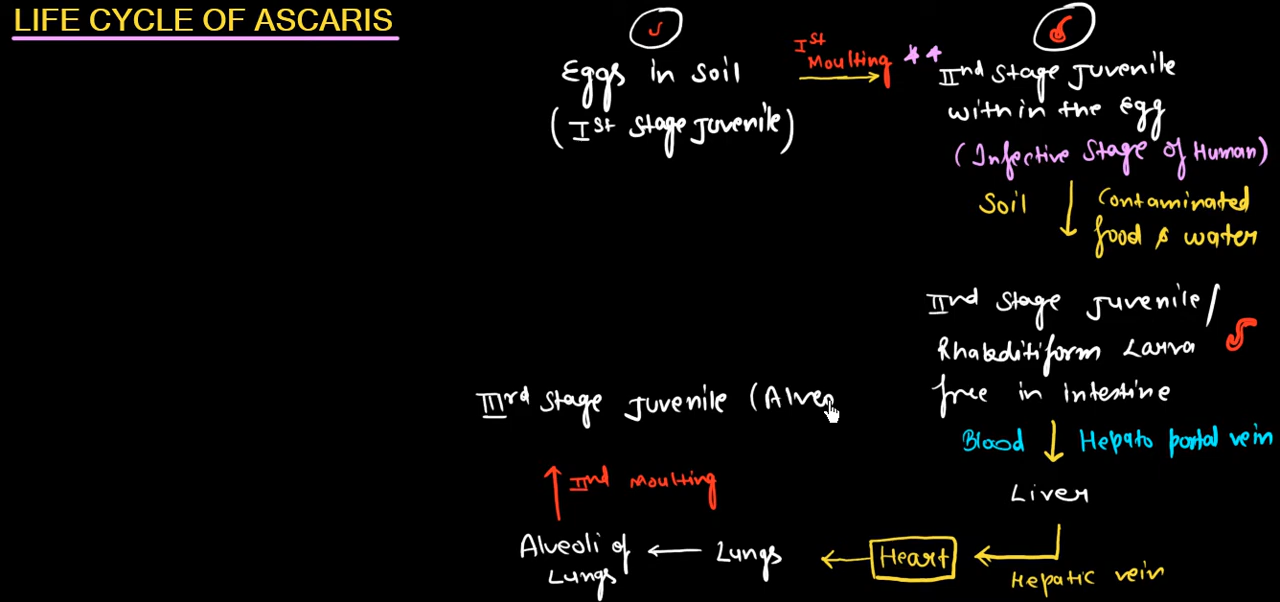 LIFE CYCLE OF ASCARIS
Eggs in Soil
(Ist Stage Juvenile)
Ist
Moulting
IInd Stage Juvenile
within the Egg
(Infective Stage of Human)
Soil
Contaminated
food & water
IInd Stage Juvenile/
Rhabditiform Larva
free in intestine
Blood
Hepato portal vein
Liver
Hepatic vein
Heart
Lungs
Alveoli of
Lungs
IInd Moulting
IIIrd Stage Juvenile (Alveo